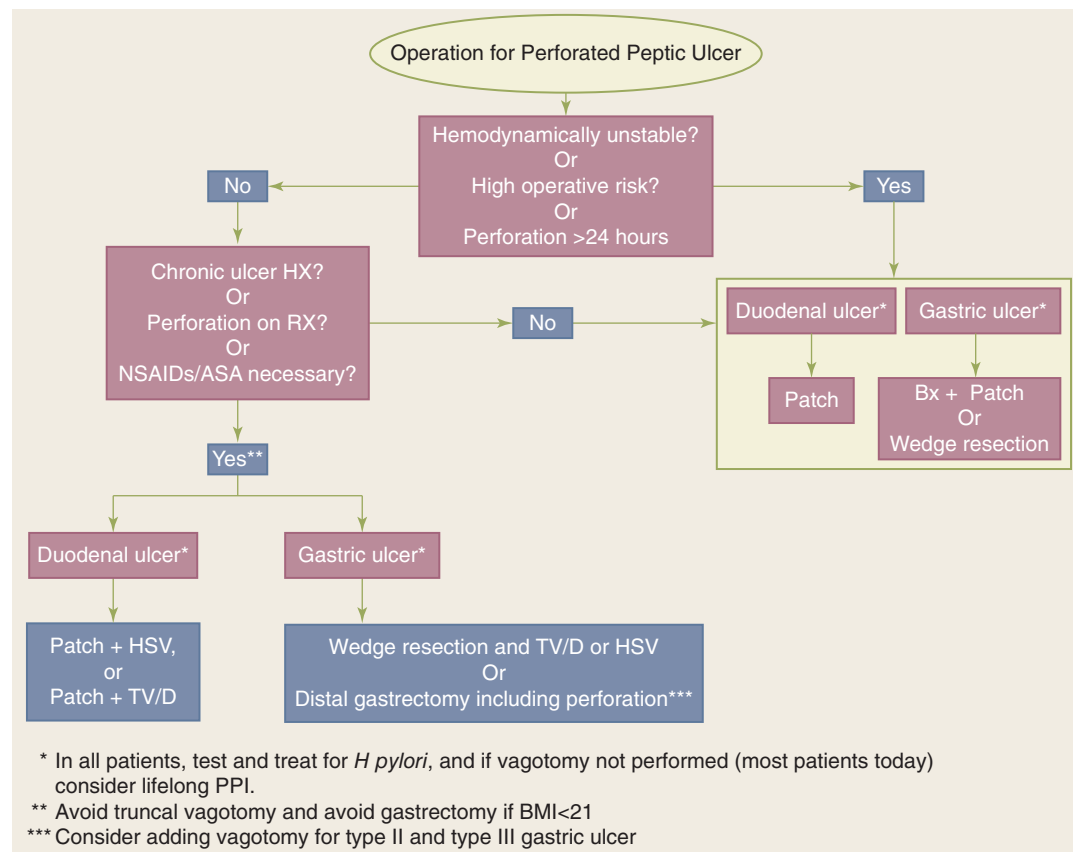 Operation for Perforated Peptic Ulcer
Hemodynamically unstable?
Or
High operative risk?
Or
Perforation >24 hours
No
Yes
Chronic ulcer HX?
Or
Perforation on RX?
Or
NSAIDs/ASA necessary?
No
Duodenal ulcer*
Gastric ulcer*
Patch
Bx + Patch
Or
Wedge resection
Yes**
Duodenal ulcer*
Gastric ulcer*
Patch + HSV,
or
Patch + TV/D
Wedge resection and TV/D or HSV
Or
Distal gastrectomy including perforation***
* In all patients, test and treat for H pylori, and if vagotomy not performed (most patients today)
consider lifelong PPI.
** Avoid truncal vagotomy and avoid gastrectomy if BMI<21
*** Consider adding vagotomy for type II and type III gastric ulcer